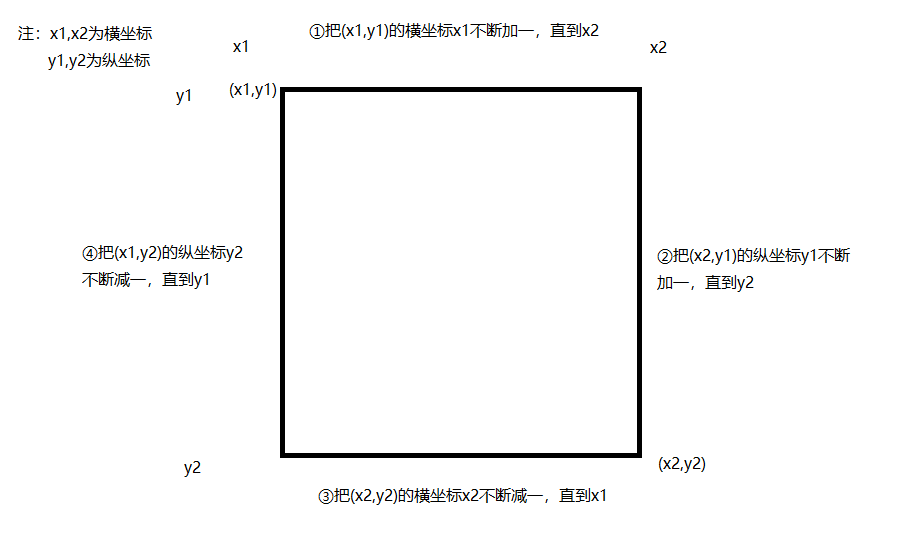 注：x1,x2为横坐标
y1,y2为纵坐标
①把(x1,y1)的横坐标x1不断加一，直到x2
x1
x2
y1
(x1,y1)
④把(x1,y2)的纵坐标y2
不断减一，直到y1
②把(x2,y1)的纵坐标y1不断
加一，直到y2
y2
(x2,y2)
③把(x2,y2)的横坐标x2不断减一，直到x1